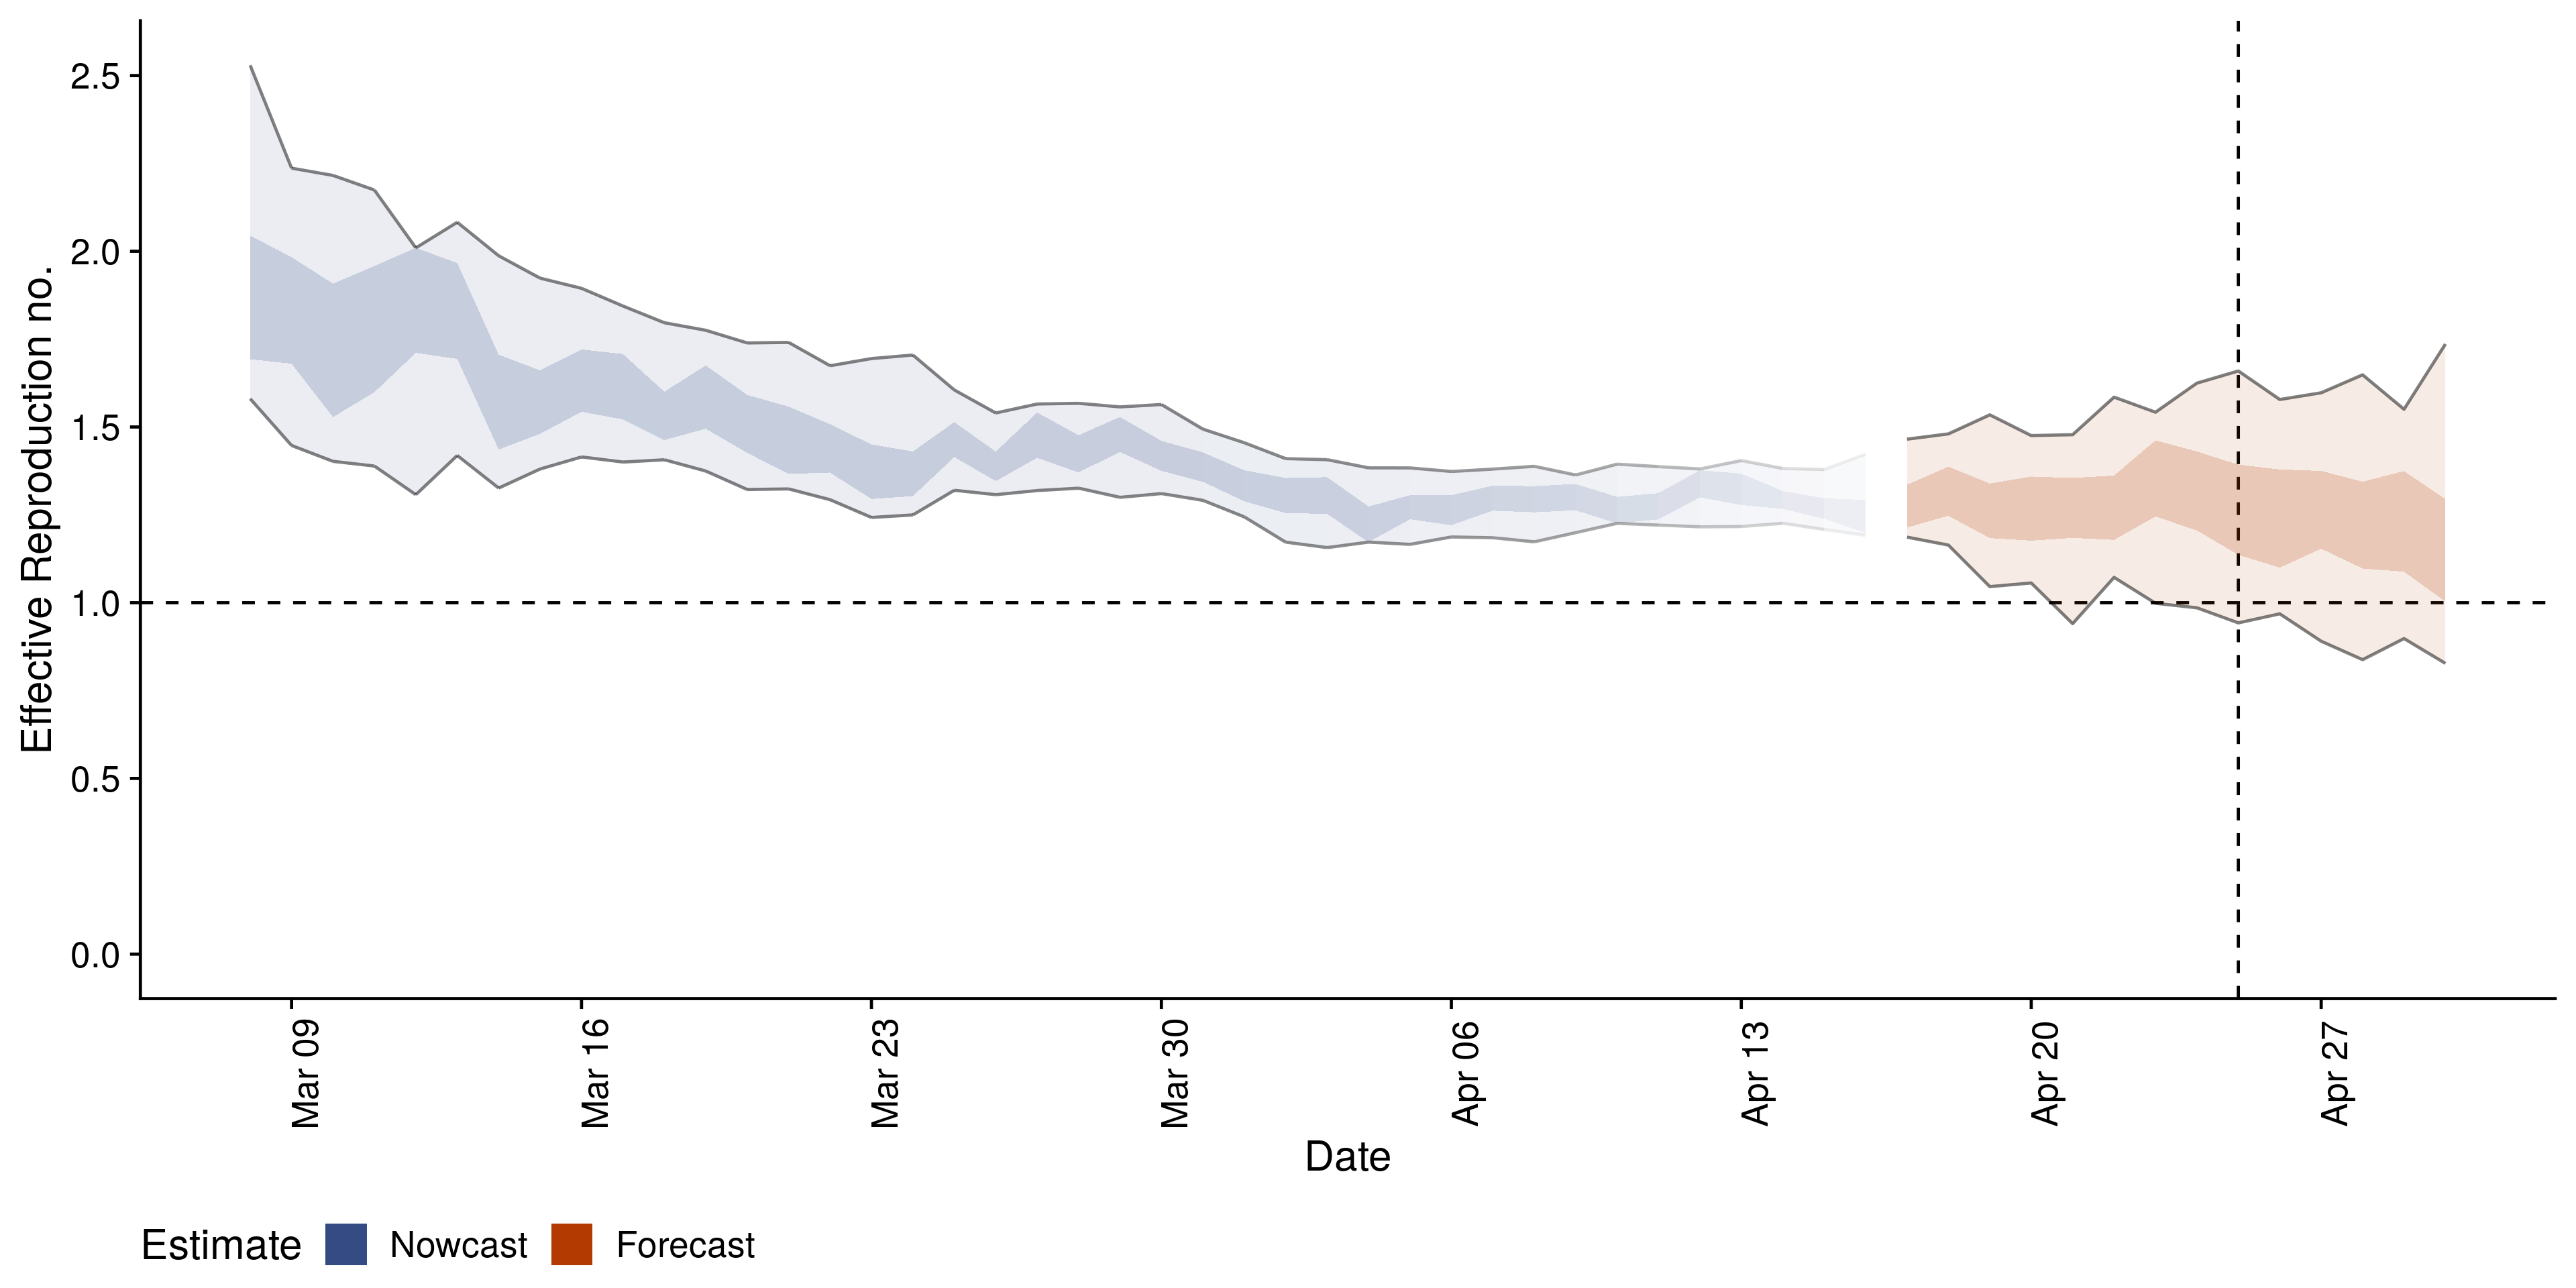 Effective Reproduction no.
2.5
2.0
1.5
1.0
0.5
0.0
Mar 09
Mar 16
Mar 23
Mar 30
Apr 06
Apr 13
Apr 20
Apr 27
Date
Estimate Nowcast Forecast